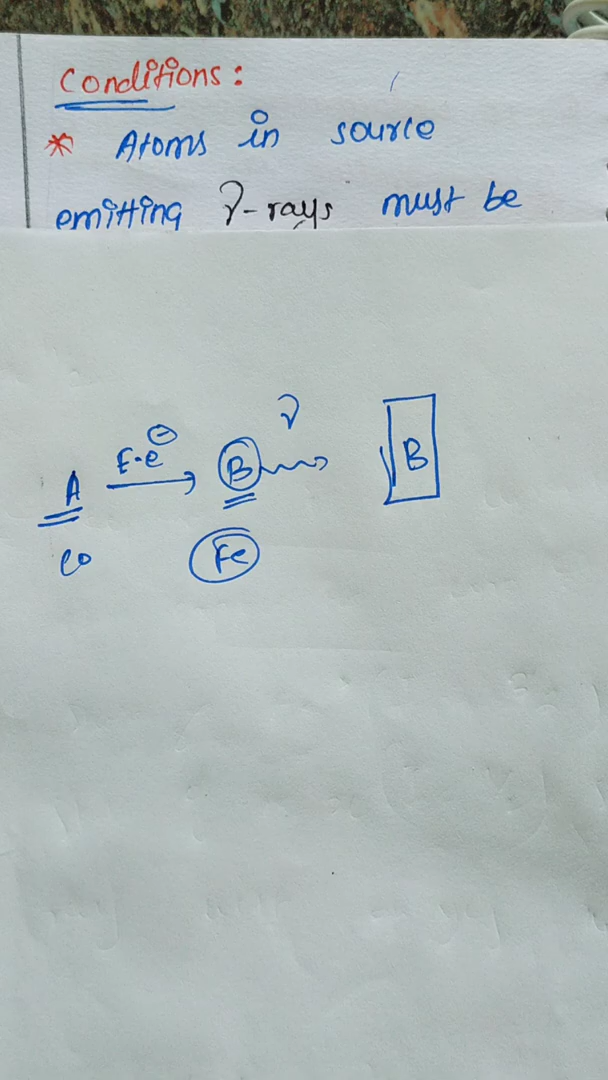 Conditions:
* Atoms in source
emitting γ-rays must be
γ
E·e⊖
A → B B
Co Fe